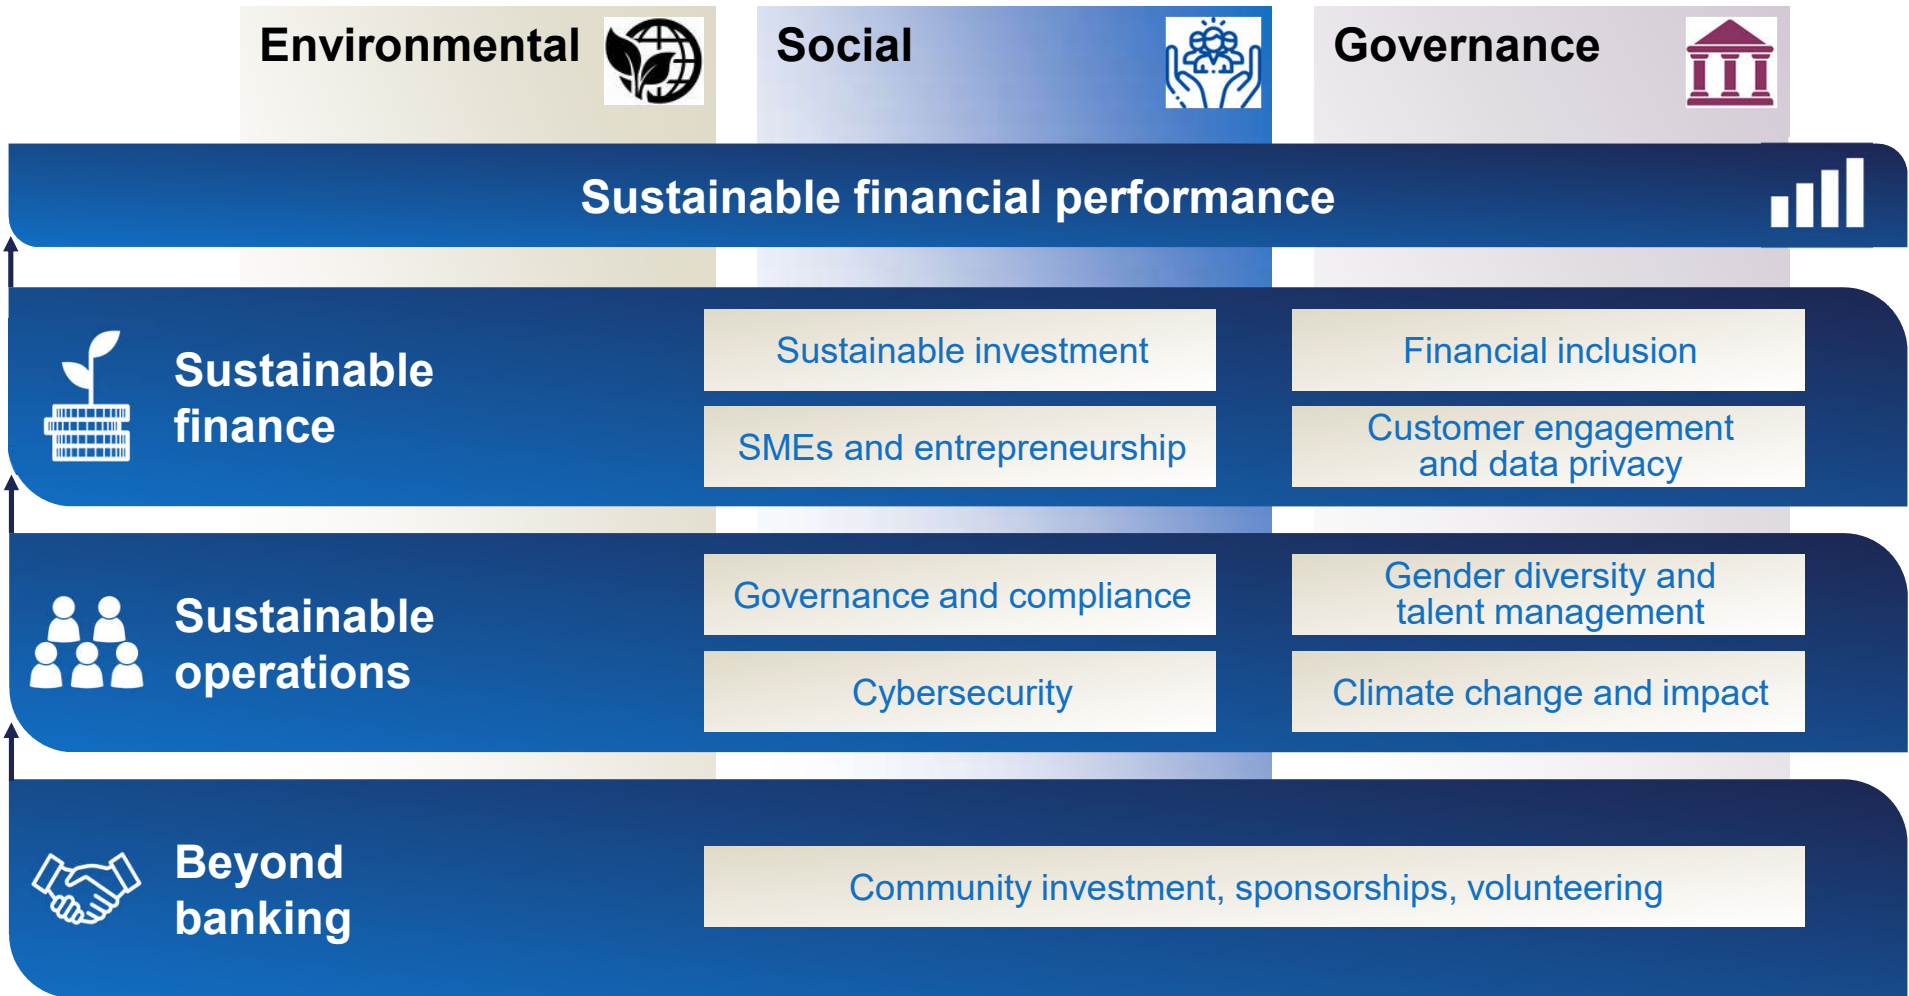 Environmental
Social
Governance
Sustainable financial performance
Sustainable
finance
Sustainable investment
Financial inclusion
SMEs and entrepreneurship
Customer engagement
and data privacy
Sustainable
operations
Governance and compliance
Gender diversity and
talent management
Cybersecurity
Climate change and impact
Beyond
banking
Community investment, sponsorships, volunteering